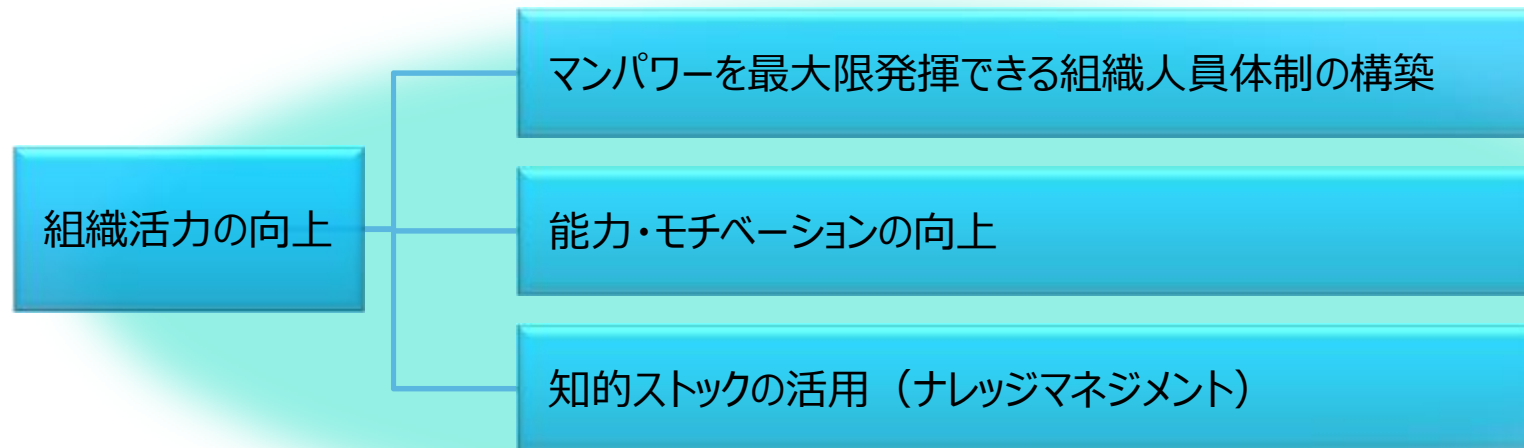 マンパワーを最大限発揮できる組織人員体制の構築
組織活力の向上
能力・モチベーションの向上
知的ストックの活用（ナレッジマネジメント）